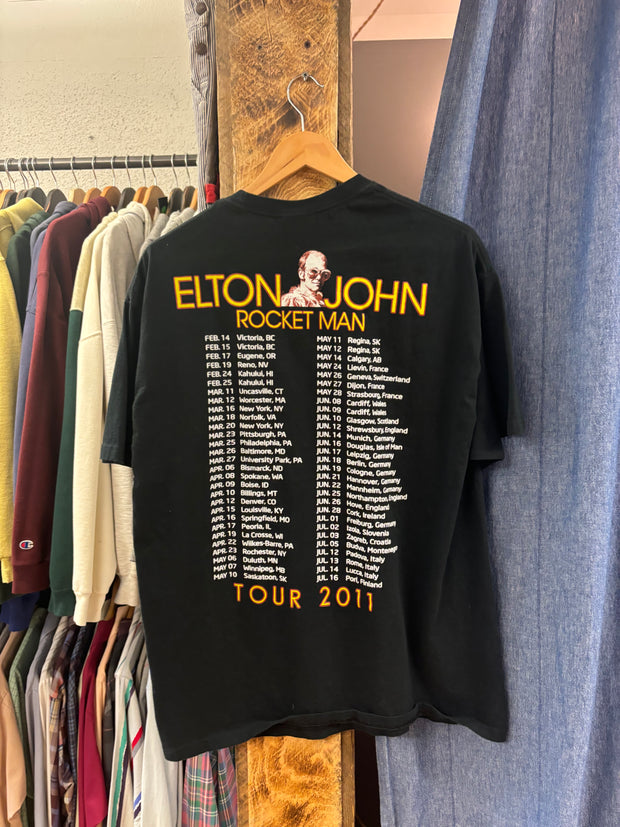 ELTON JOHN
ROCKET MAN
FEB. 14 Victoria, BC
FEB. 15 Victoria, BC
FEB. 17 Eugene, OR
FEB. 19 Reno, NV
FEB. 24 Kahului, HI
FEB. 25 Kahului, HI
MAR. 11 Uncasville, CT
MAR. 12 Worcester, MA
MAR. 16 New York, NY
MAR. 18 Norfolk, VA
MAR. 20 New York, NY
MAR. 23 Pittsburgh, PA
MAR. 25 Philadelphia, PA
MAR. 26 Baltimore, MD
MAR. 27 University Park, PA
APR. 06 Bismarck, ND
APR. 08 Spokane, WA
APR. 09 Boise, ID
APR. 10 Billings, MT
APR. 12 Denver, CO
APR. 15 Louisville, KY
APR. 16 Springfield, MO
APR. 17 Peoria, IL
APR. 19 La Crosse, WI
APR. 22 Wilkes-Barre, PA
APR. 23 Rochester, NY
MAY 06 Duluth, MN
MAY 07 Winnipeg, MB
MAY 10 Saskatoon, SK
MAY 11 Regina, SK
MAY 12 Regina, SK
MAY 14 Calgary, AB
MAY 24 Lievin, France
MAY 26 Geneva, Switzerland
MAY 27 Dijon, France
MAY 28 Strasbourg, France
JUN. 08 Cardiff, Wales
JUN. 09 Cardiff, Wales
JUN. 10 Glasgow, Scotland
JUN. 12 Shrewsbury, England
JUN. 14 Munich, Germany
JUN. 16 Douglas, Isle of Man
JUN. 17 Leipzig, Germany
JUN. 18 Berlin, Germany
JUN. 19 Cologne, Germany
JUN. 21 Hannover, Germany
JUN. 22 Mannheim, Germany
JUN. 25 Northampton, England
JUN. 26 Hove, England
JUN. 28 Cork, Ireland
JUL. 01 Freiburg, Germany
JUL. 02 Izola, Slovenia
JUL. 03 Zagreb, Croatia
JUL. 05 Budva, Montenegro
JUL. 12 Padova, Italy
JUL. 13 Rome, Italy
JUL. 14 Lucca, Italy
JUL. 16 Pori, Finland
TOUR 2011